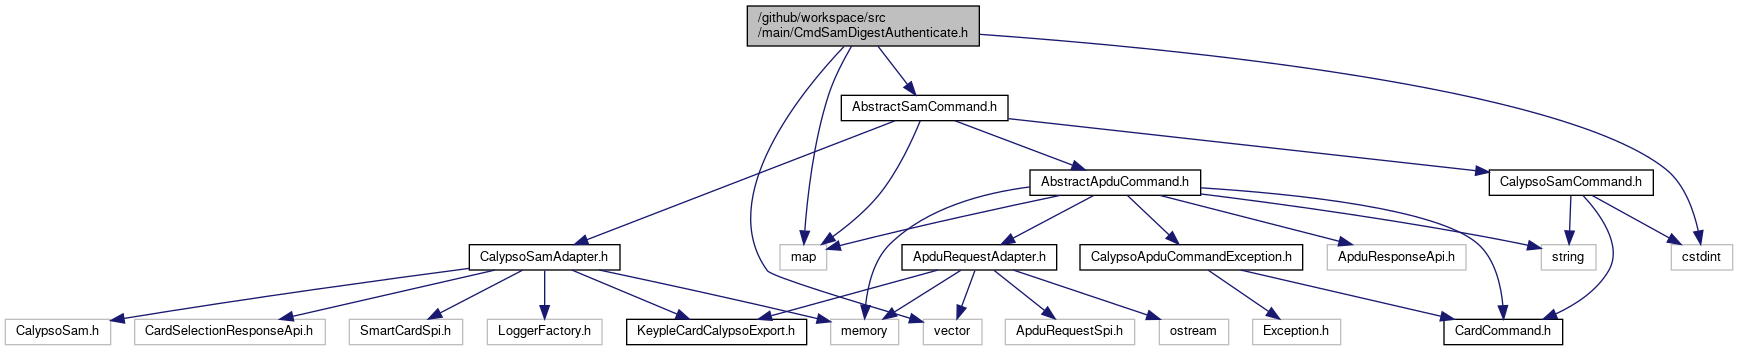 /github/workspace/src
/main/CmdSamDigestAuthenticate.h
AbstractSamCommand.h
AbstractApduCommand.h
CalypsoSamCommand.h
CalypsoSamAdapter.h
map
ApduRequestAdapter.h
CalypsoApduCommandException.h
ApduResponseApi.h
string
cstdint
CalypsoSam.h
CardSelectionResponseApi.h
SmartCardSpi.h
LoggerFactory.h
KeypleCardCalypsoExport.h
memory
vector
ApduRequestSpi.h
ostream
Exception.h
CardCommand.h